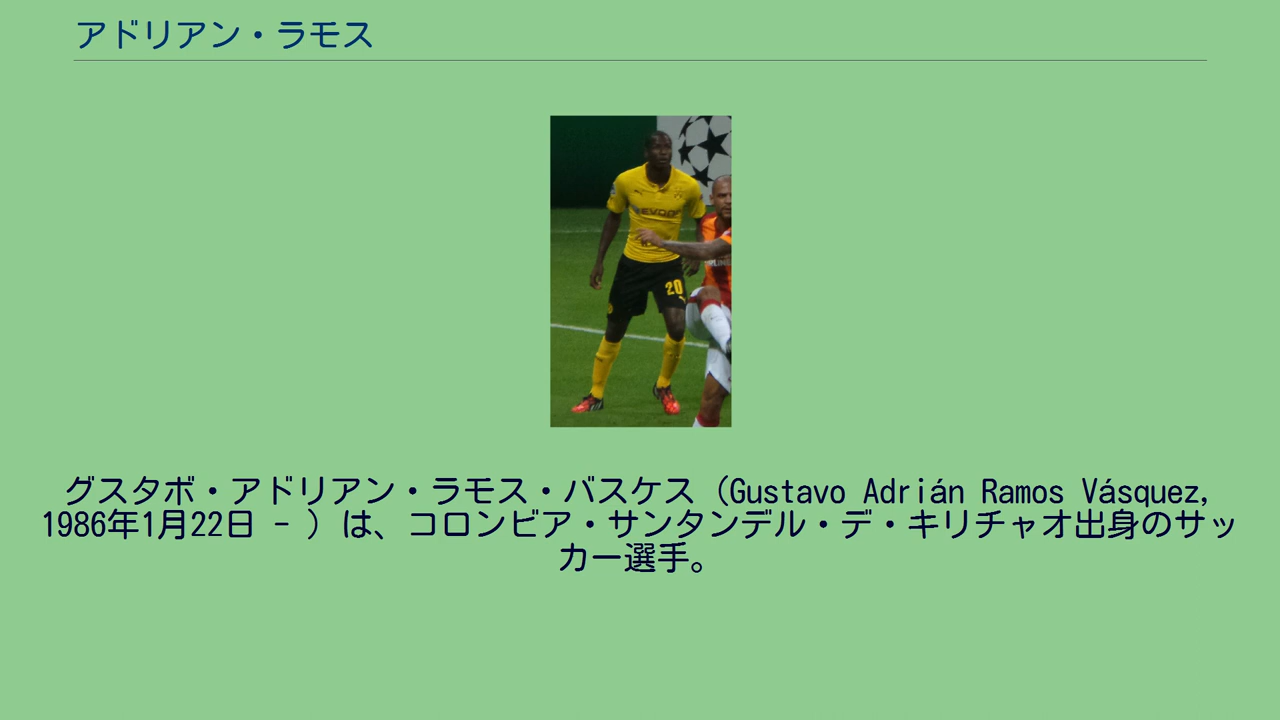 アドリアン・ラモス
EVONIK
20
グスタボ・アドリアン・ラモス・バスケス（Gustavo Adrián Ramos Vásquez,
1986年1月22日 - ）は、コロンビア・サンタンデル・デ・キリチャオ出身のサッ
カー選手。